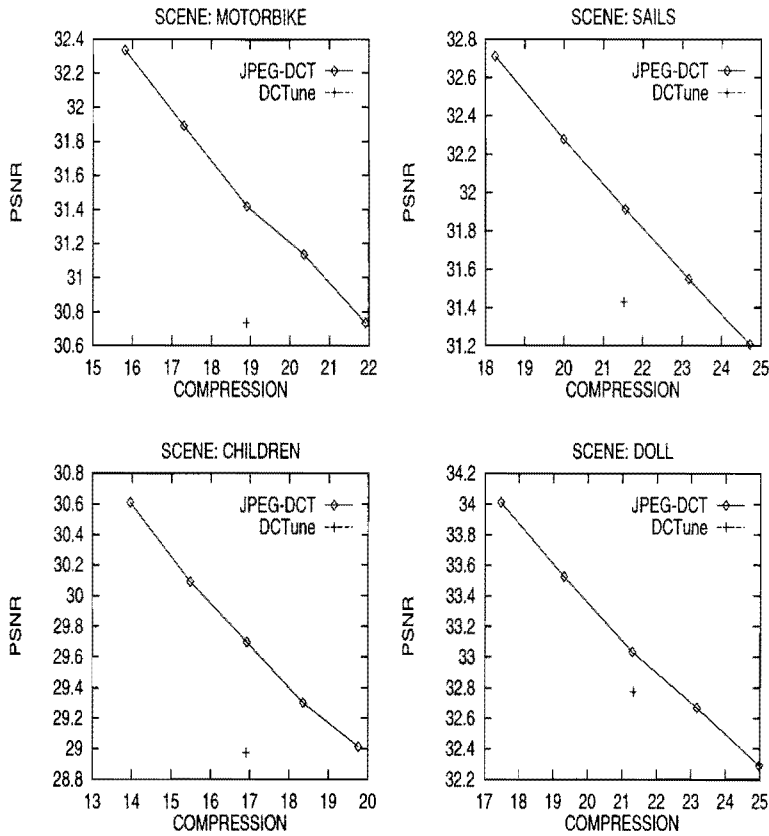 SCENE: MOTORBIKE
32.4
32.2
32
31.8
31.6
31.4
31.2
31
30.8
30.6
PSNR
JPEG-DCT
DCTune
15 16 17 18 19 20 21 22
COMPRESSION
SCENE: SAILS
32.8
32.6
32.4
32.2
32
31.8
31.6
31.4
31.2
PSNR
JPEG-DCT
DCTune
18 19 20 21 22 23 24 25
COMPRESSION
SCENE: CHILDREN
30.8
30.6
30.4
30.2
30
29.8
29.6
29.4
29.2
29
28.8
PSNR
JPEG-DCT
DCTune
13 14 15 16 17 18 19 20
COMPRESSION
SCENE: DOLL
34.2
34
33.8
33.6
33.4
33.2
33
32.8
32.6
32.4
32.2
PSNR
JPEG-DCT
DCTune
17 18 19 20 21 22 23 24 25
COMPRESSION